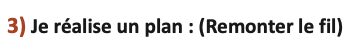 3) Je réalise un plan : (Remonter le fil)